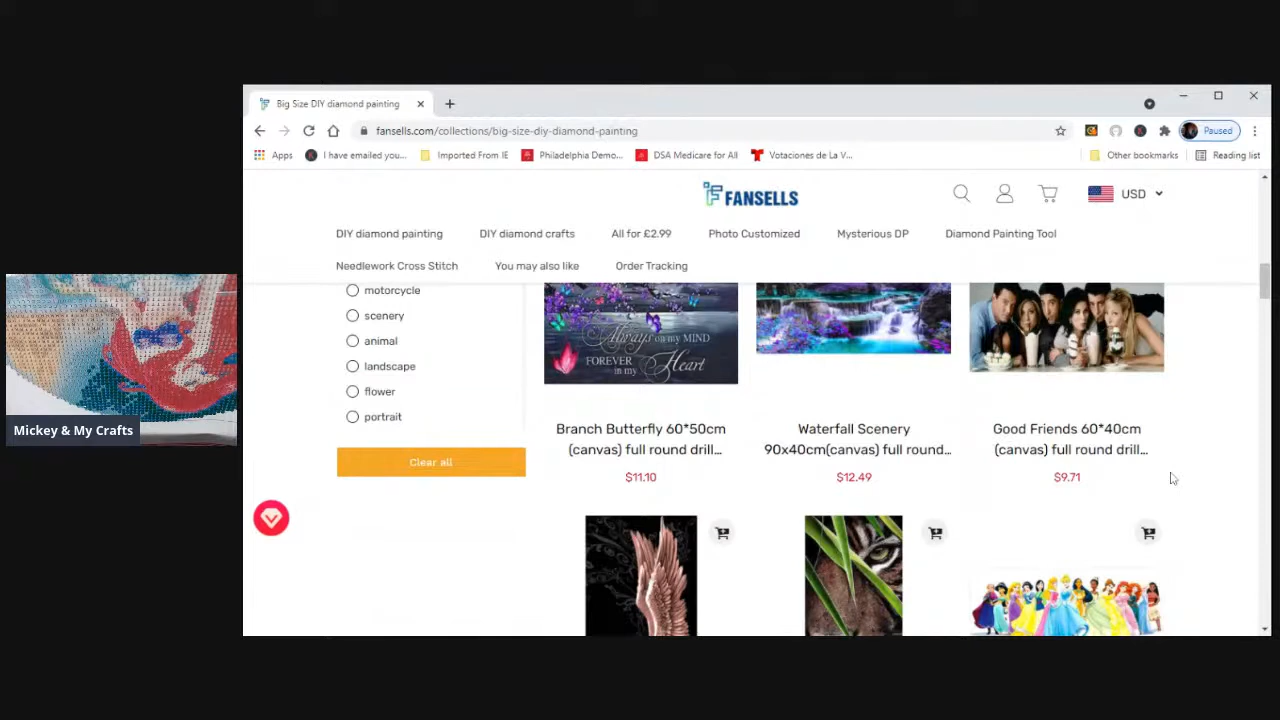 Big Size DIY diamond painting
fansells.com/collections/big-size-diy-diamond-painting
Paused
Apps
I have emailed you...
Imported From IE
Philadelphia Demo...
DSA Medicare for All
Votaciones de La V...
Other bookmarks
Reading list
FANSELLS
USD
DIY diamond painting
DIY diamond crafts
All for £2.99
Photo Customized
Mysterious DP
Diamond Painting Tool
Needlework Cross Stitch
You may also like
Order Tracking
motorcycle
scenery
animal
landscape
flower
portrait
Clear all
Always on my MIND
FOREVER
in my Heart
Branch Butterfly 60*50cm
(canvas) full round drill...
$11.10
Waterfall Scenery
90x40cm(canvas) full round...
$12.49
Good Friends 60*40cm
(canvas) full round drill...
$9.71
Mickey & My Crafts